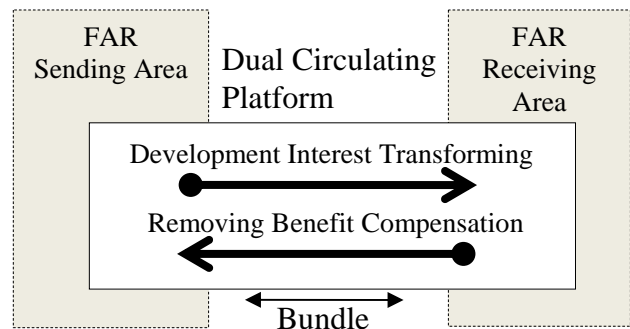 FAR
Sending Area
Dual Circulating
Platform
FAR
Receiving
Area
Development Interest Transforming
Removing Benefit Compensation
Bundle